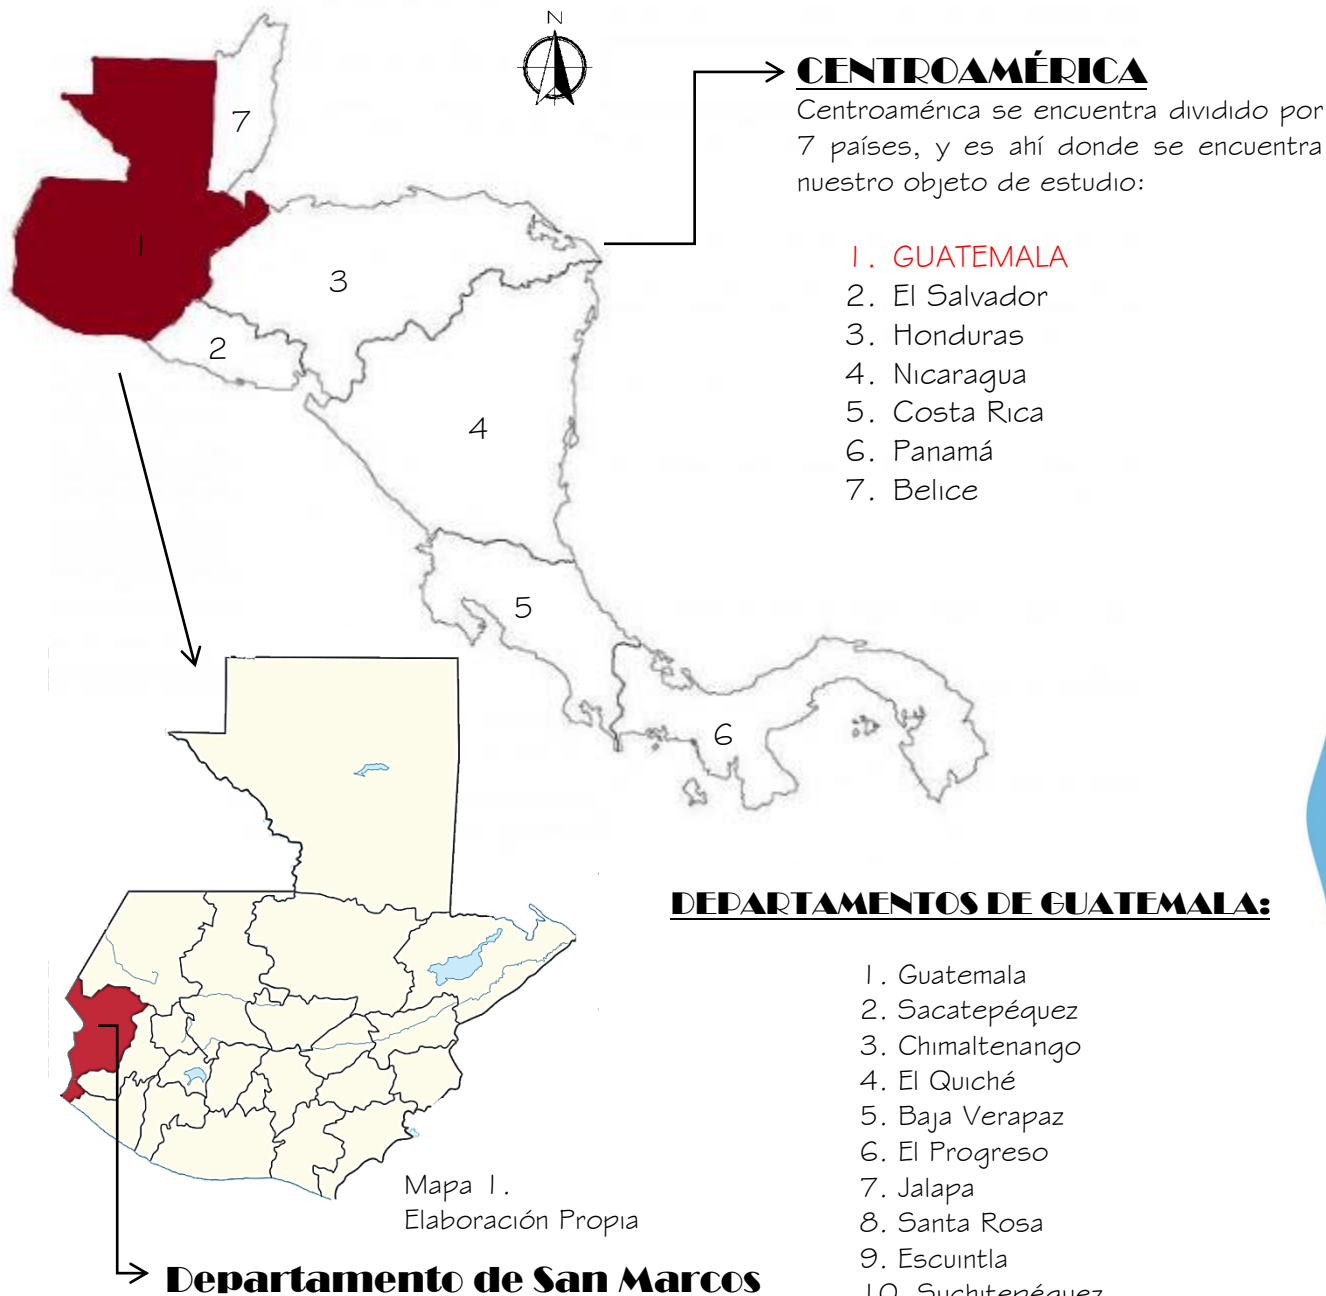 N
CENTROAMÉRICA
Centroamérica se encuentra dividido por
7 países, y es ahí donde se encuentra
nuestro objeto de estudio:
1. GUATEMALA
2. El Salvador
3. Honduras
4. Nicaragua
5. Costa Rica
6. Panamá
7. Belice
7
1
3
2
4
5
6
DEPARTAMENTOS DE GUATEMALA:
1. Guatemala
2. Sacatepéquez
3. Chimaltenango
4. El Quiché
5. Baja Verapaz
6. El Progreso
7. Jalapa
8. Santa Rosa
9. Escuintla
10. Suchitepéquez
Mapa 1.
Elaboración Propia
Departamento de San Marcos